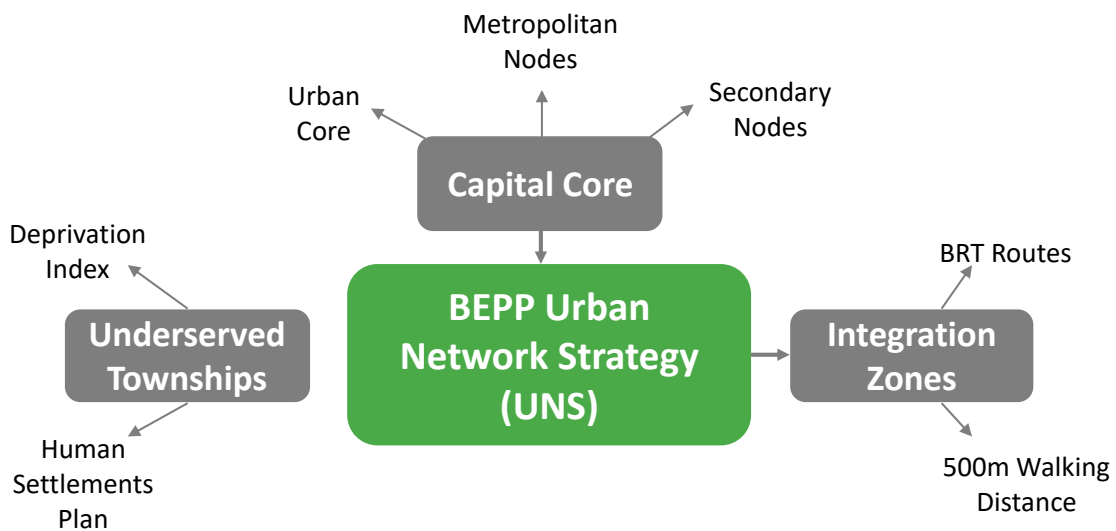 Metropolitan
Nodes
Urban
Core
Secondary
Nodes
Capital Core
Deprivation
Index
Underserved
Townships
Human
Settlements
Plan
BEPP Urban
Network Strategy
(UNS)
BRT Routes
Integration
Zones
500m Walking
Distance